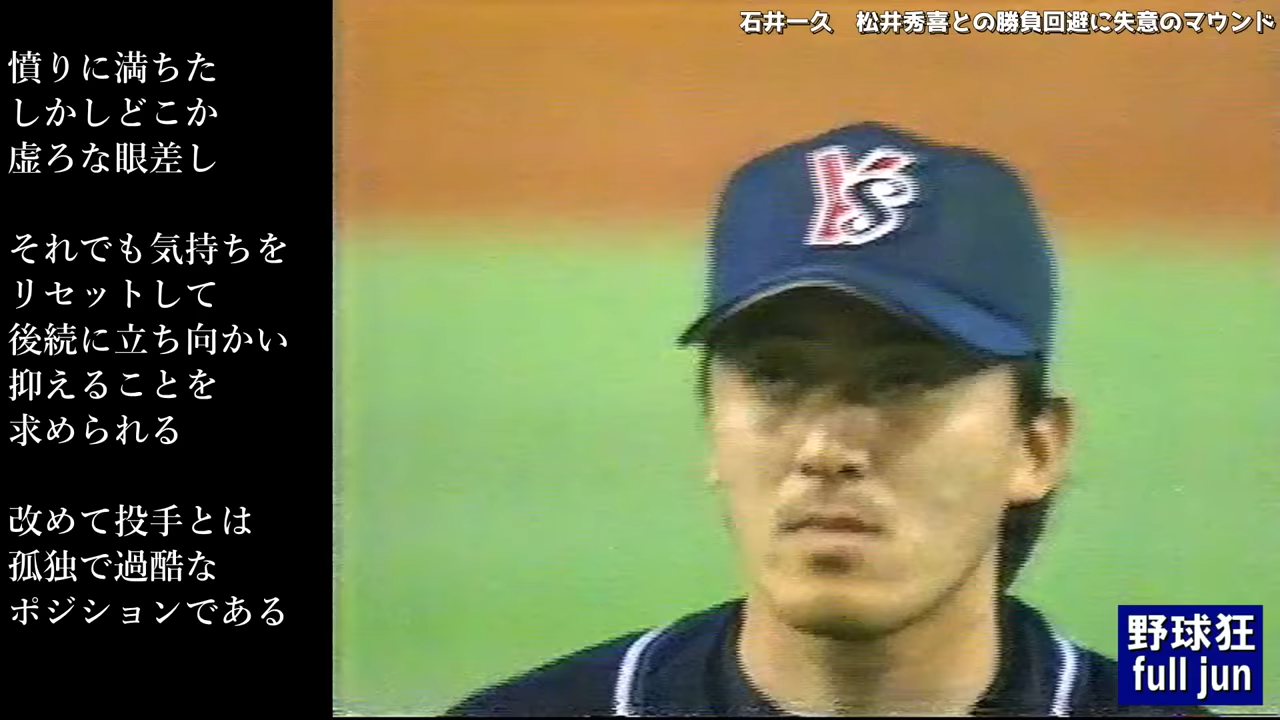 石井一久 松井秀喜との勝負回避に失意のマウンド
憤りに満ちた
しかしどこか
虚ろな眼差し
それでも気持ちを
リセットして
後続に立ち向かい
抑えることを
求められる
改めて投手とは
孤独で過酷な
ポジションである
YS
野球狂
full jun